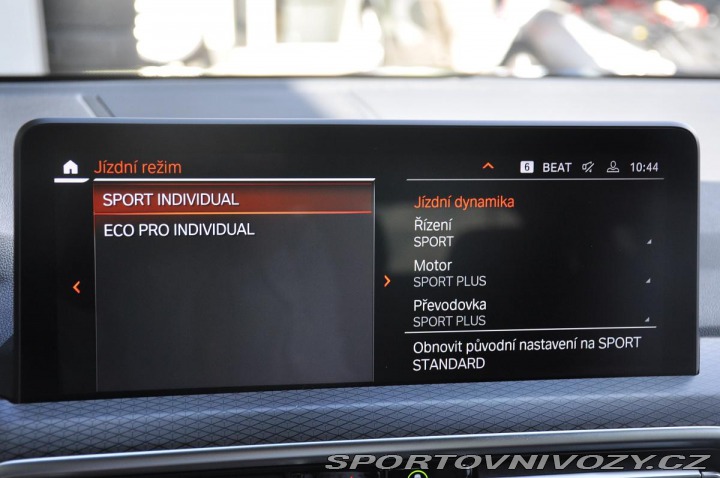 Jízdní režim
6 BEAT 10:44
SPORT INDIVIDUAL
ECO PRO INDIVIDUAL
Jízdní dynamika
Řízení
SPORT
Motor
SPORT PLUS
Převodovka
SPORT PLUS
Obnovit původní nastavení na SPORT
STANDARD
SPORTOVNIVOZY.CZ